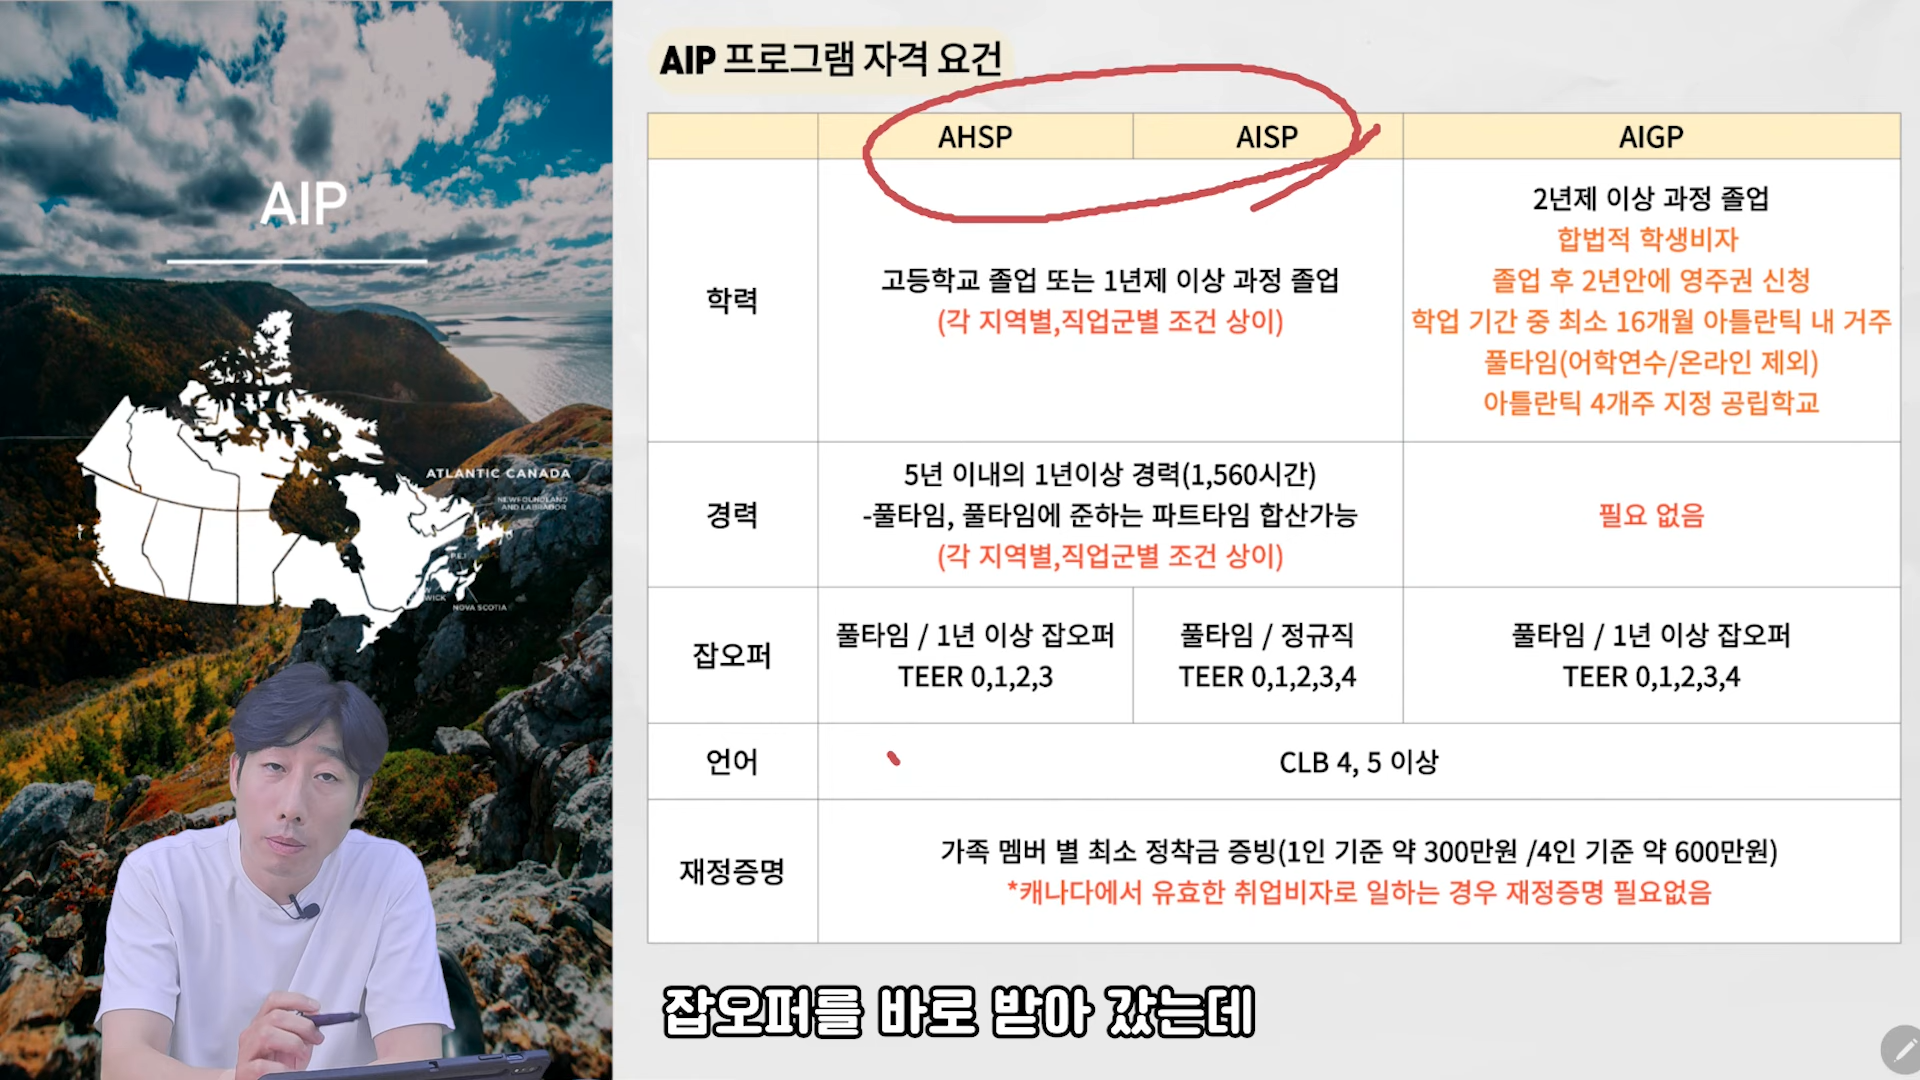 AIP
ATLANTIC CANADA
NEWFOUNDLAND
AND LABRADOR
P.E.I
NOVA SCOTIA
AIP 프로그램 자격 요건
AHSP AISP AIGP
학력
고등학교 졸업 또는 1년제 이상 과정 졸업
(각 지역별,직업군별 조건 상이)
2년제 이상 과정 졸업
합법적 학생비자
졸업 후 2년안에 영주권 신청
학업 기간 중 최소 16개월 아틀란틱 내 거주
풀타임(어학연수/온라인 제외)
아틀란틱 4개주 지정 공립학교
경력
5년 이내의 1년이상 경력(1,560시간)
-풀타임, 풀타임에 준하는 파트타임 합산가능
(각 지역별,직업군별 조건 상이)
필요 없음
잡오퍼
풀타임 / 1년 이상 잡오퍼
TEER 0,1,2,3
풀타임 / 정규직
TEER 0,1,2,3,4
풀타임 / 1년 이상 잡오퍼
TEER 0,1,2,3,4
언어
CLB 4, 5 이상
재정증명
가족 멤버 별 최소 정착금 증빙(1인 기준 약 300만원 /4인 기준 약 600만원)
*캐나다에서 유효한 취업비자로 일하는 경우 재정증명 필요없음
잡오퍼를 바로 받아 갔는데